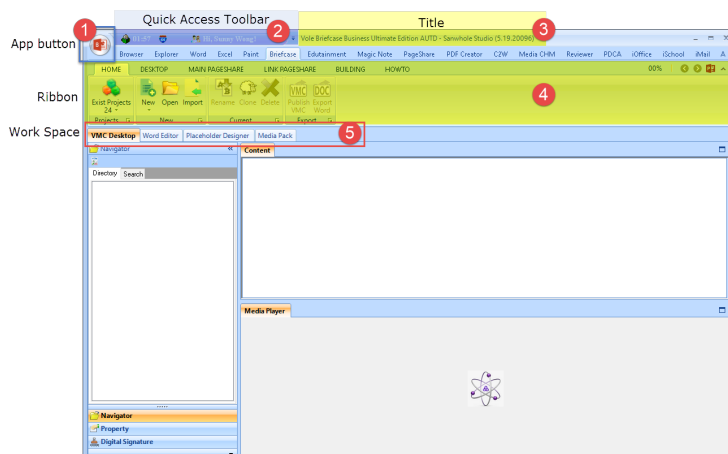 Quick Access Toolbar
Title
1
2
3
App button
Vole Briefcase Business Ultimate Edition AUTD - Sanwhole Studio (5.19.20096)
Browser Explorer Word Excel Paint Briefcase Edutainment Magic Note PageShare PDF Creator C2W Media CHM Reviewer PDCA iOffice iSchool iMail A
HOME DESKTOP MAIN PAGESHARE LINK PAGESHARE BUILDING HOWTO 00%
Ribbon
4
Exist Projects New Open Import Rename Clone Delete Publish Export
24 VMC Word
Projects New Current Export
Work Space
5
VMC Desktop Word Editor Placeholder Designer Media Pack
Navigator Content
Directory Search
Media Player
Navigator
Property
Digital Signature